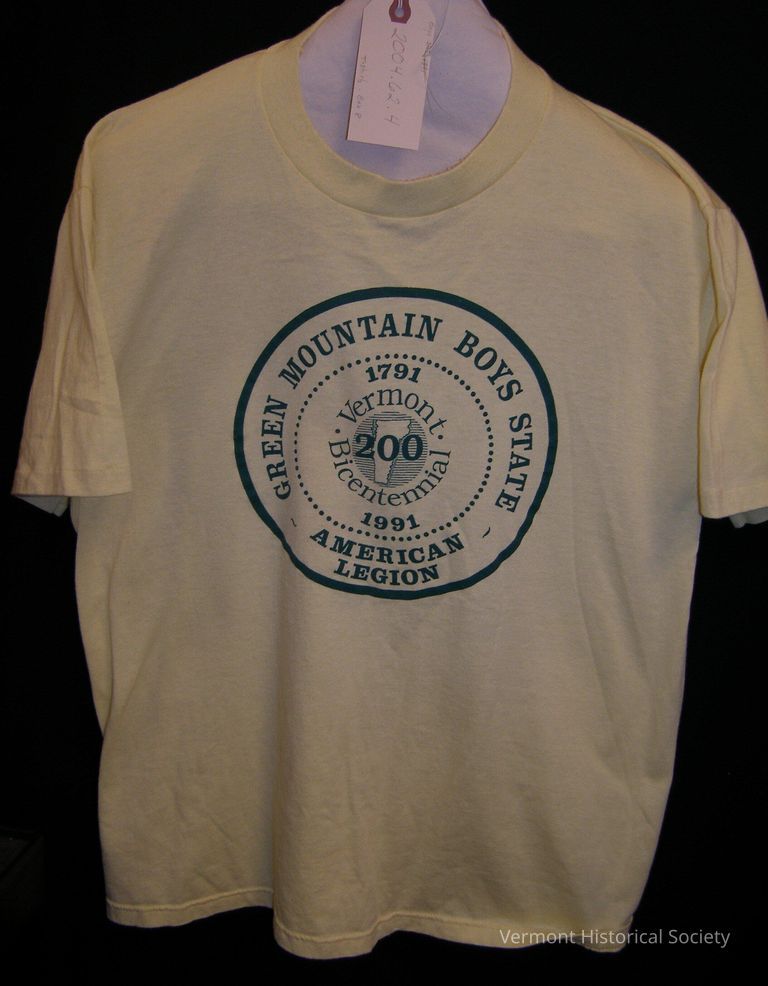 2004.62.4
GREEN MOUNTAIN BOYS STATE
1791
Vermont
200
Bicentennial
1991
~ AMERICAN ~
LEGION
Vermont Historical Society